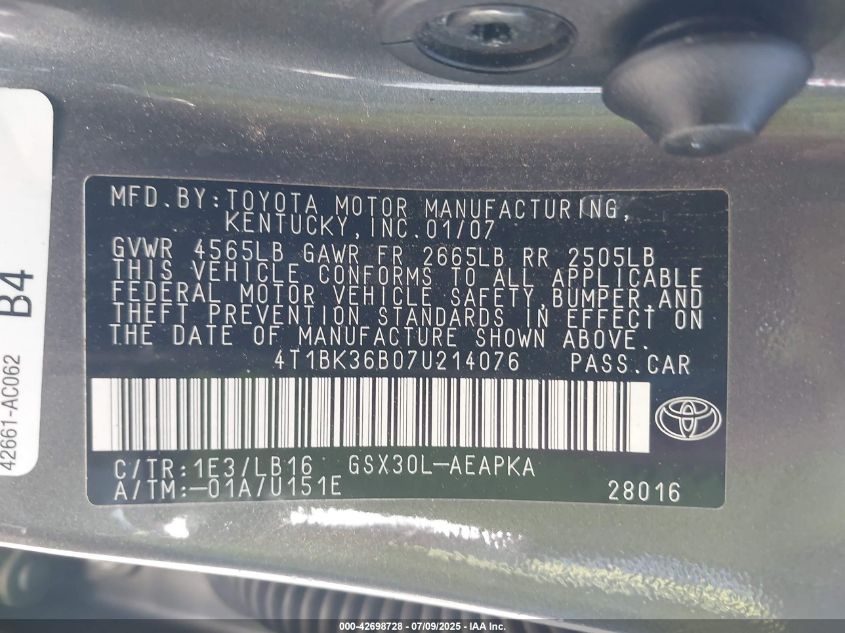 MFD.BY:TOYOTA MOTOR MANUFACTURING,
KENTUCKY,INC.01/07
GVWR 4565LB GAWR FR 2665LB RR 2505LB
THIS VEHICLE CONFORMS TO ALL APPLICABLE
FEDERAL MOTOR VEHICLE SAFETY,BUMPER,AND
THEFT PREVENTION STANDARDS IN EFFECT ON
THE DATE OF MANUFACTURE SHOWN ABOVE.
4T1BK36B07U214076 PASS.CAR
C/TR:1E3/LB16 GSX30L-AEAPKA
A/TM:-01A/U151E 28016
B4
42661-AC062
000-42698728 - 07/09/2025 - IAA Inc.